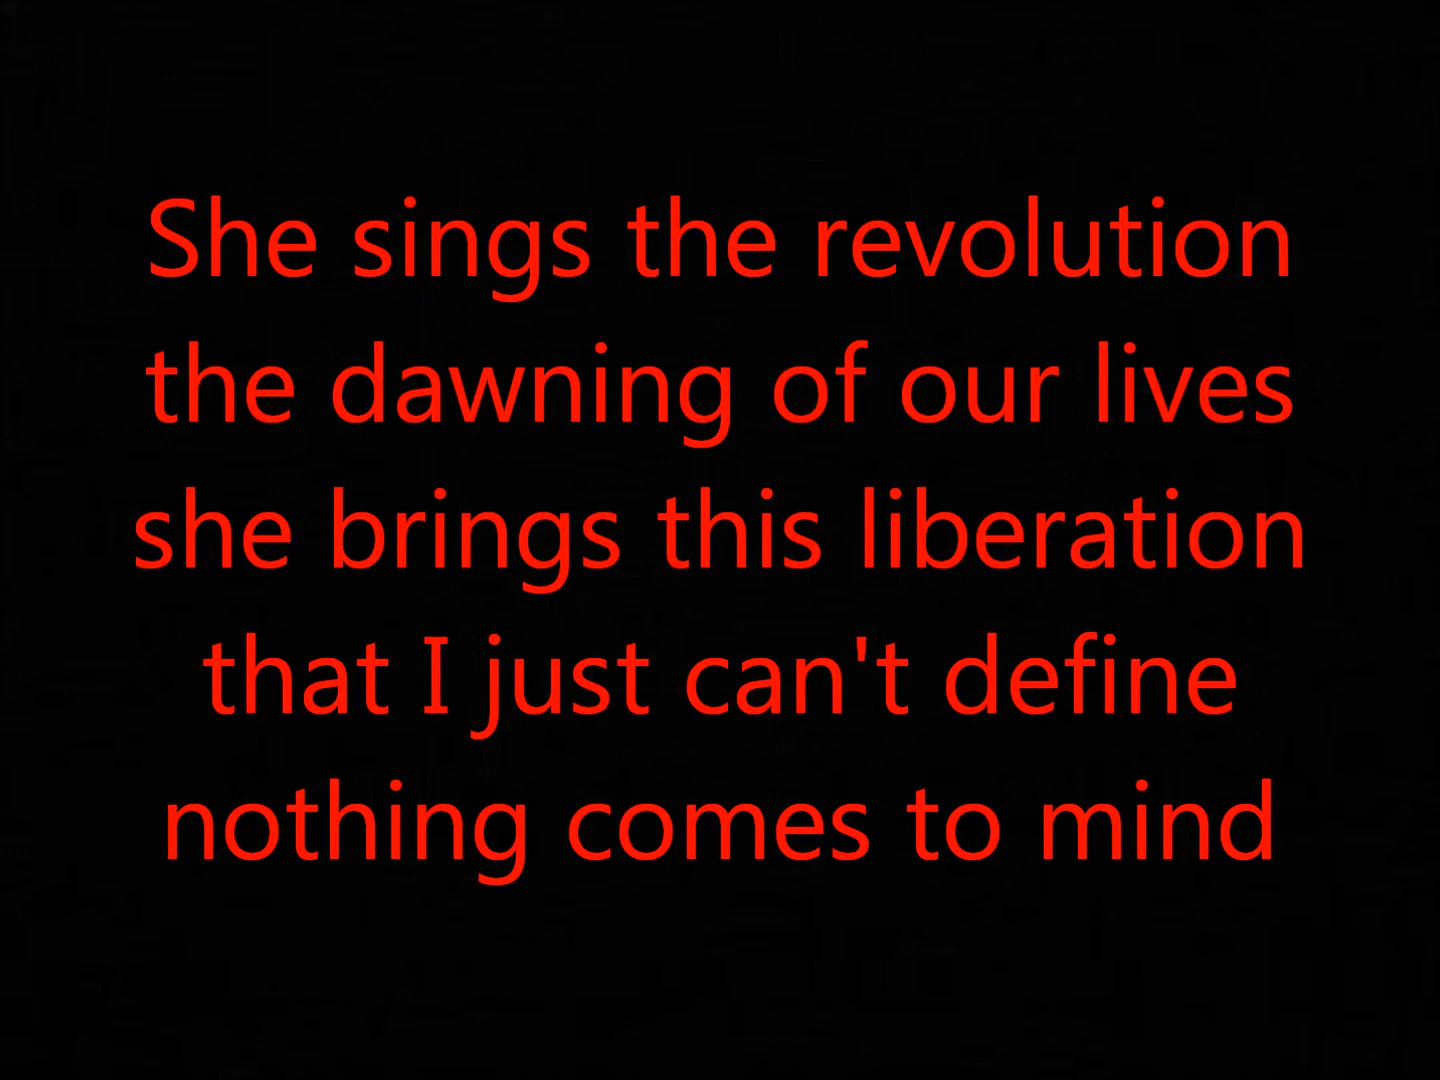 She sings the revolution
the dawning of our lives
she brings this liberation
that I just can't define
nothing comes to mind